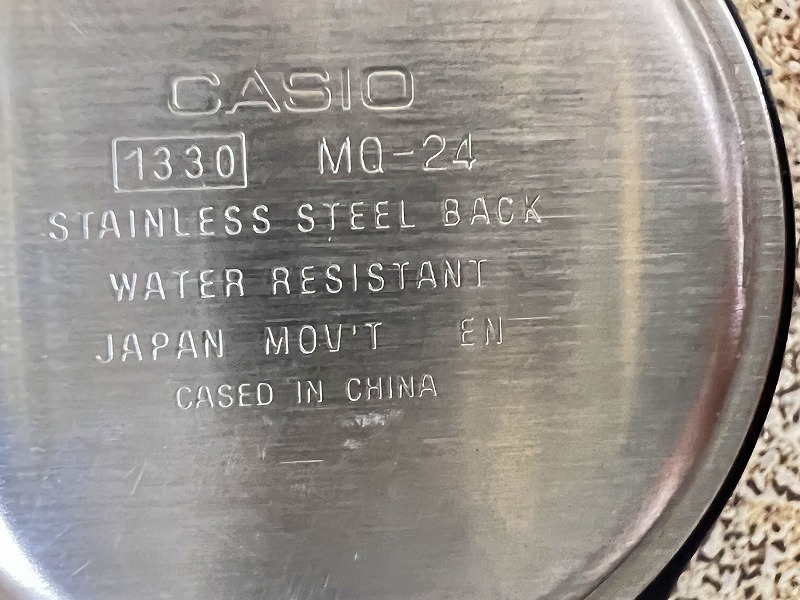 CASIO
1330 MQ-24
STAINLESS STEEL BACK
WATER RESISTANT
JAPAN MOV'T EN
CASED IN CHINA